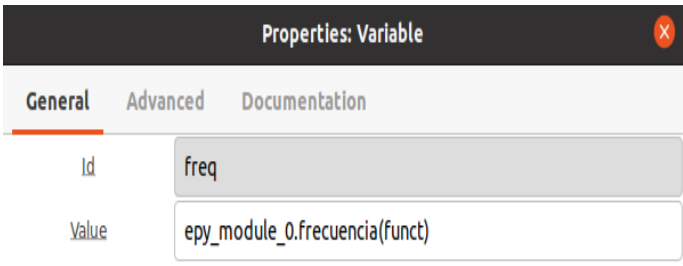 Properties: Variable
General Advanced Documentation
Id freq
Value epy_module_0.frecuencia(funct)